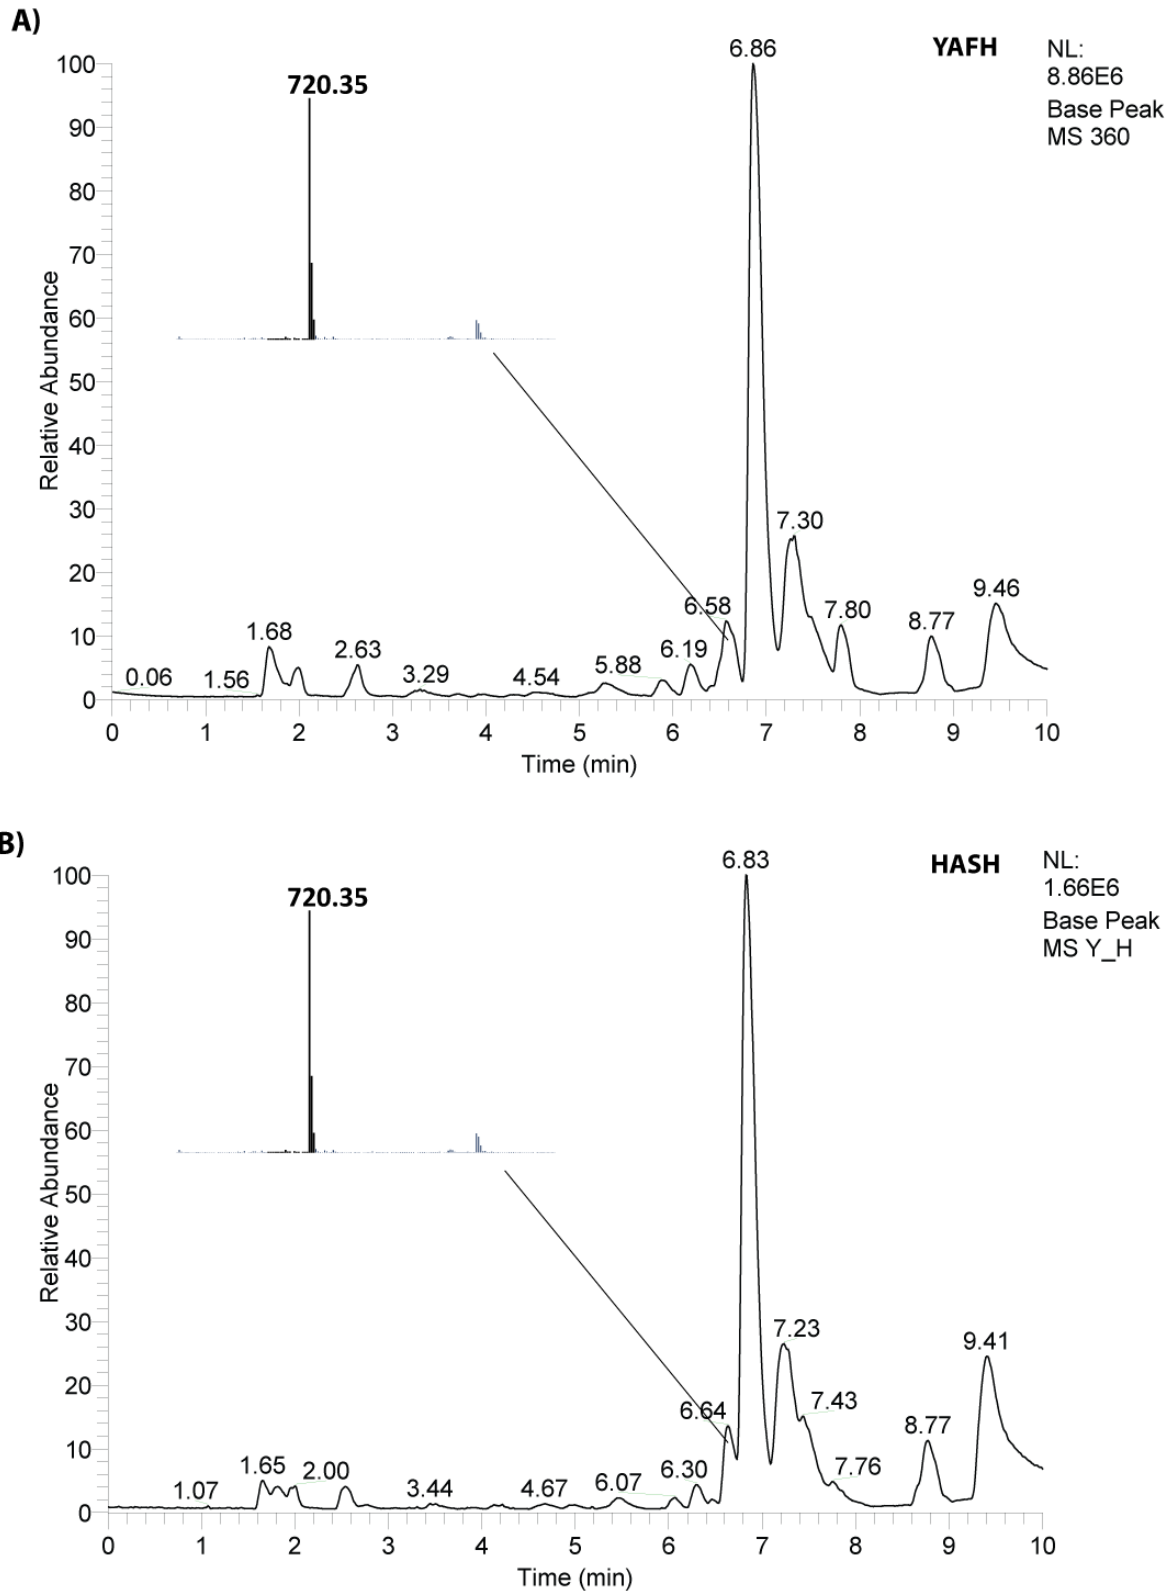 A)
YAFH
NL:
8.86E6
Base Peak
MS 360
720.35
6.86
7.30
6.58
7.80
8.77
9.46
6.19
5.88
4.54
3.29
2.63
1.68
1.56
0.06
100
90
80
70
60
50
40
30
20
10
0
Relative Abundance
0 1 2 3 4 5 6 7 8 9 10
Time (min)
B)
HASH
NL:
1.66E6
Base Peak
MS Y_H
720.35
6.83
7.23
7.43
7.76
8.77
9.41
6.64
6.30
6.07
4.67
3.44
2.00
1.65
1.07
100
90
80
70
60
50
40
30
20
10
0
Relative Abundance
0 1 2 3 4 5 6 7 8 9 10
Time (min)